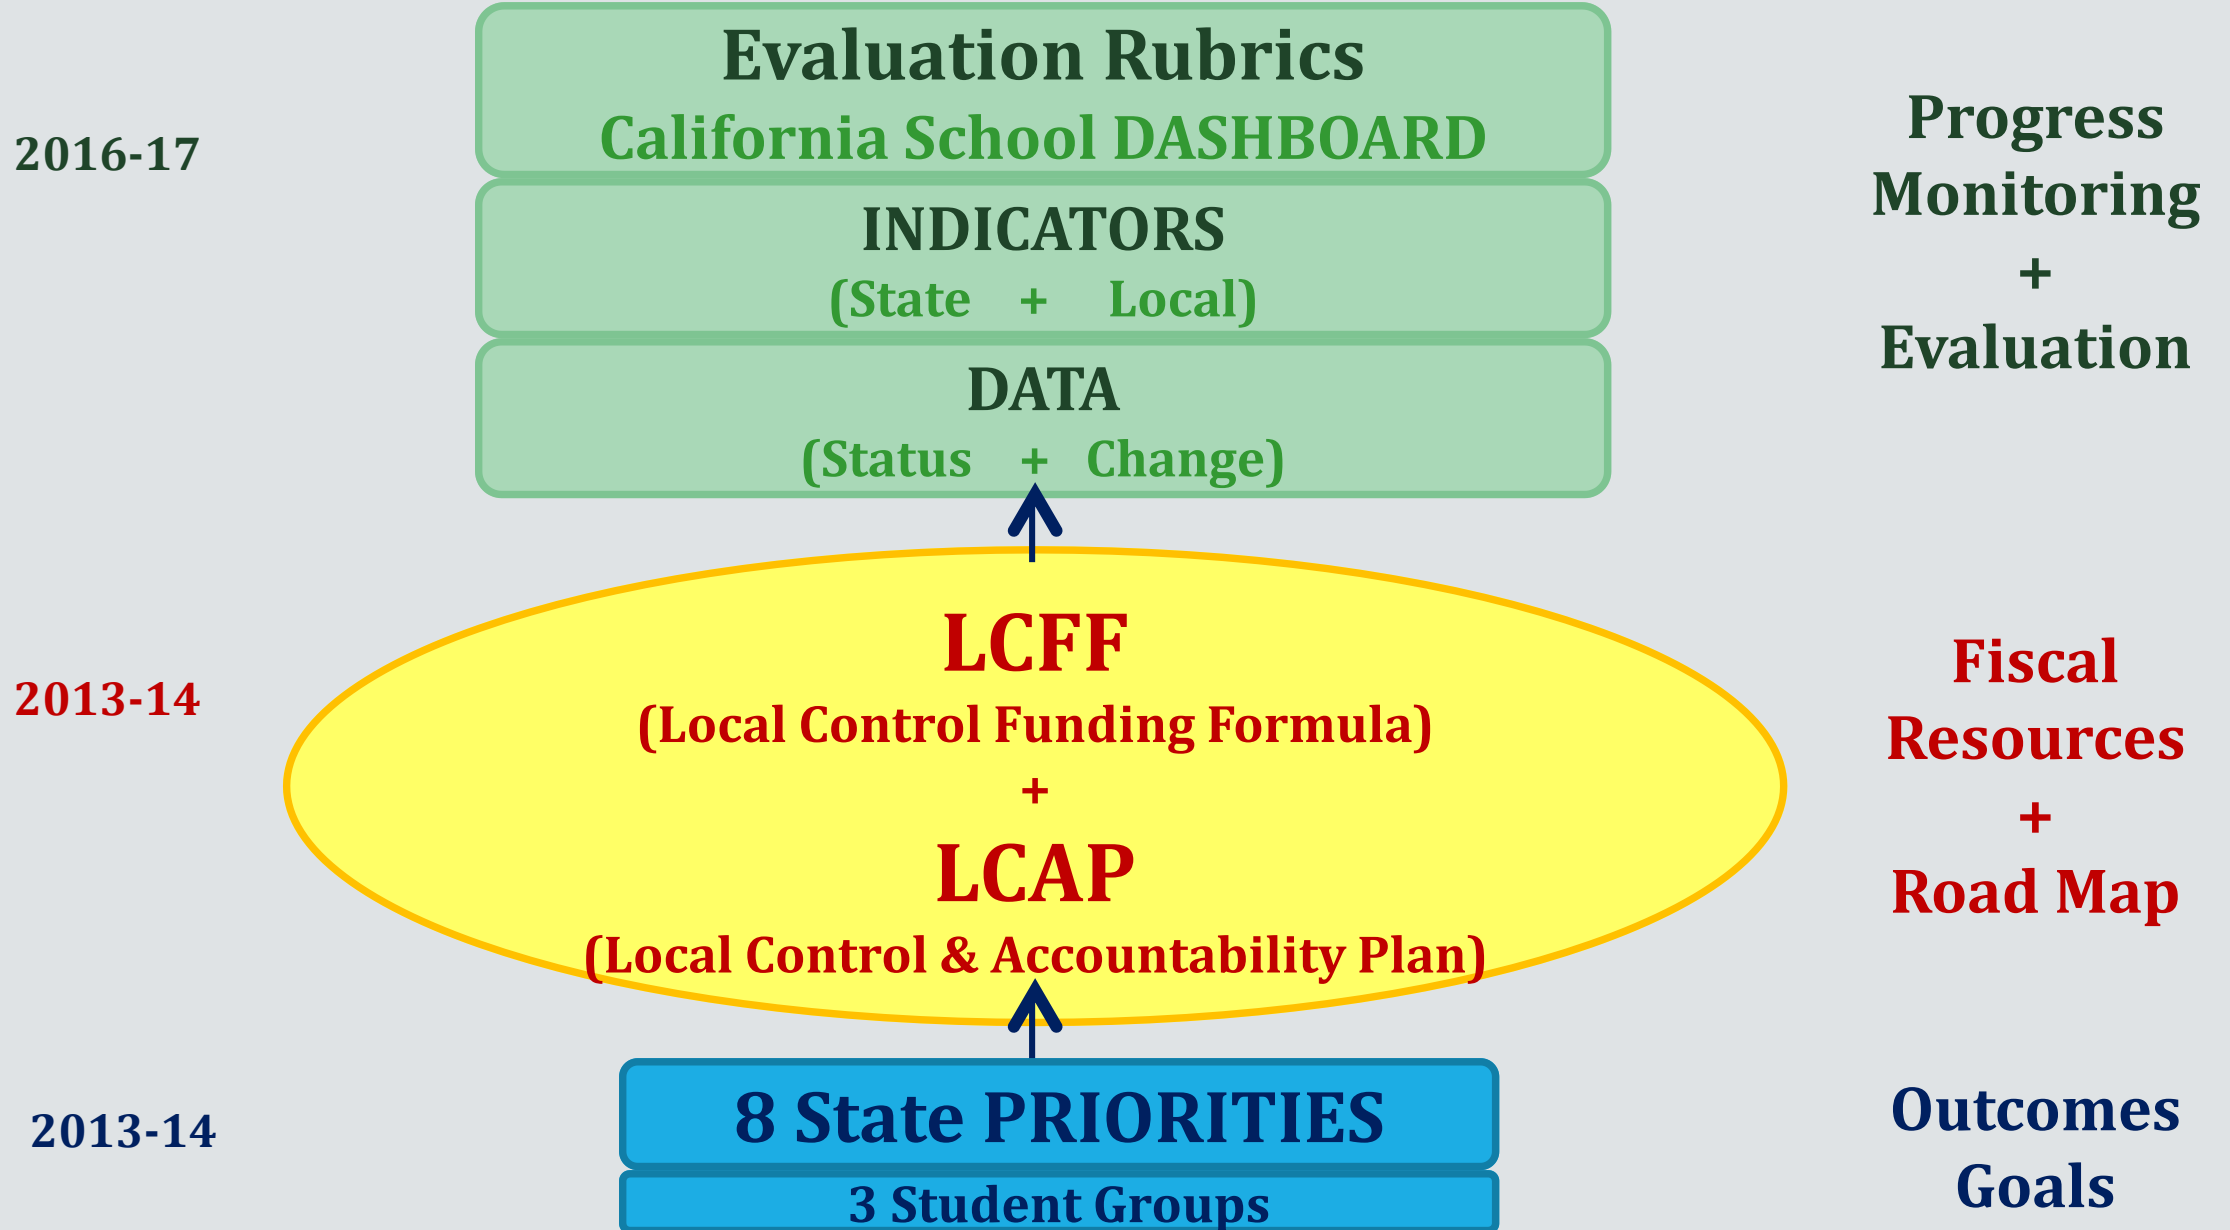 Evaluation Rubrics
California School DASHBOARD
2016-17
INDICATORS
(State + Local)
DATA
(Status + Change)
Progress
Monitoring
+
Evaluation
2013-14
LCFF
(Local Control Funding Formula)
+
LCAP
(Local Control & Accountability Plan)
Fiscal
Resources
+
Road Map
2013-14
8 State PRIORITIES
3 Student Groups
Outcomes
Goals